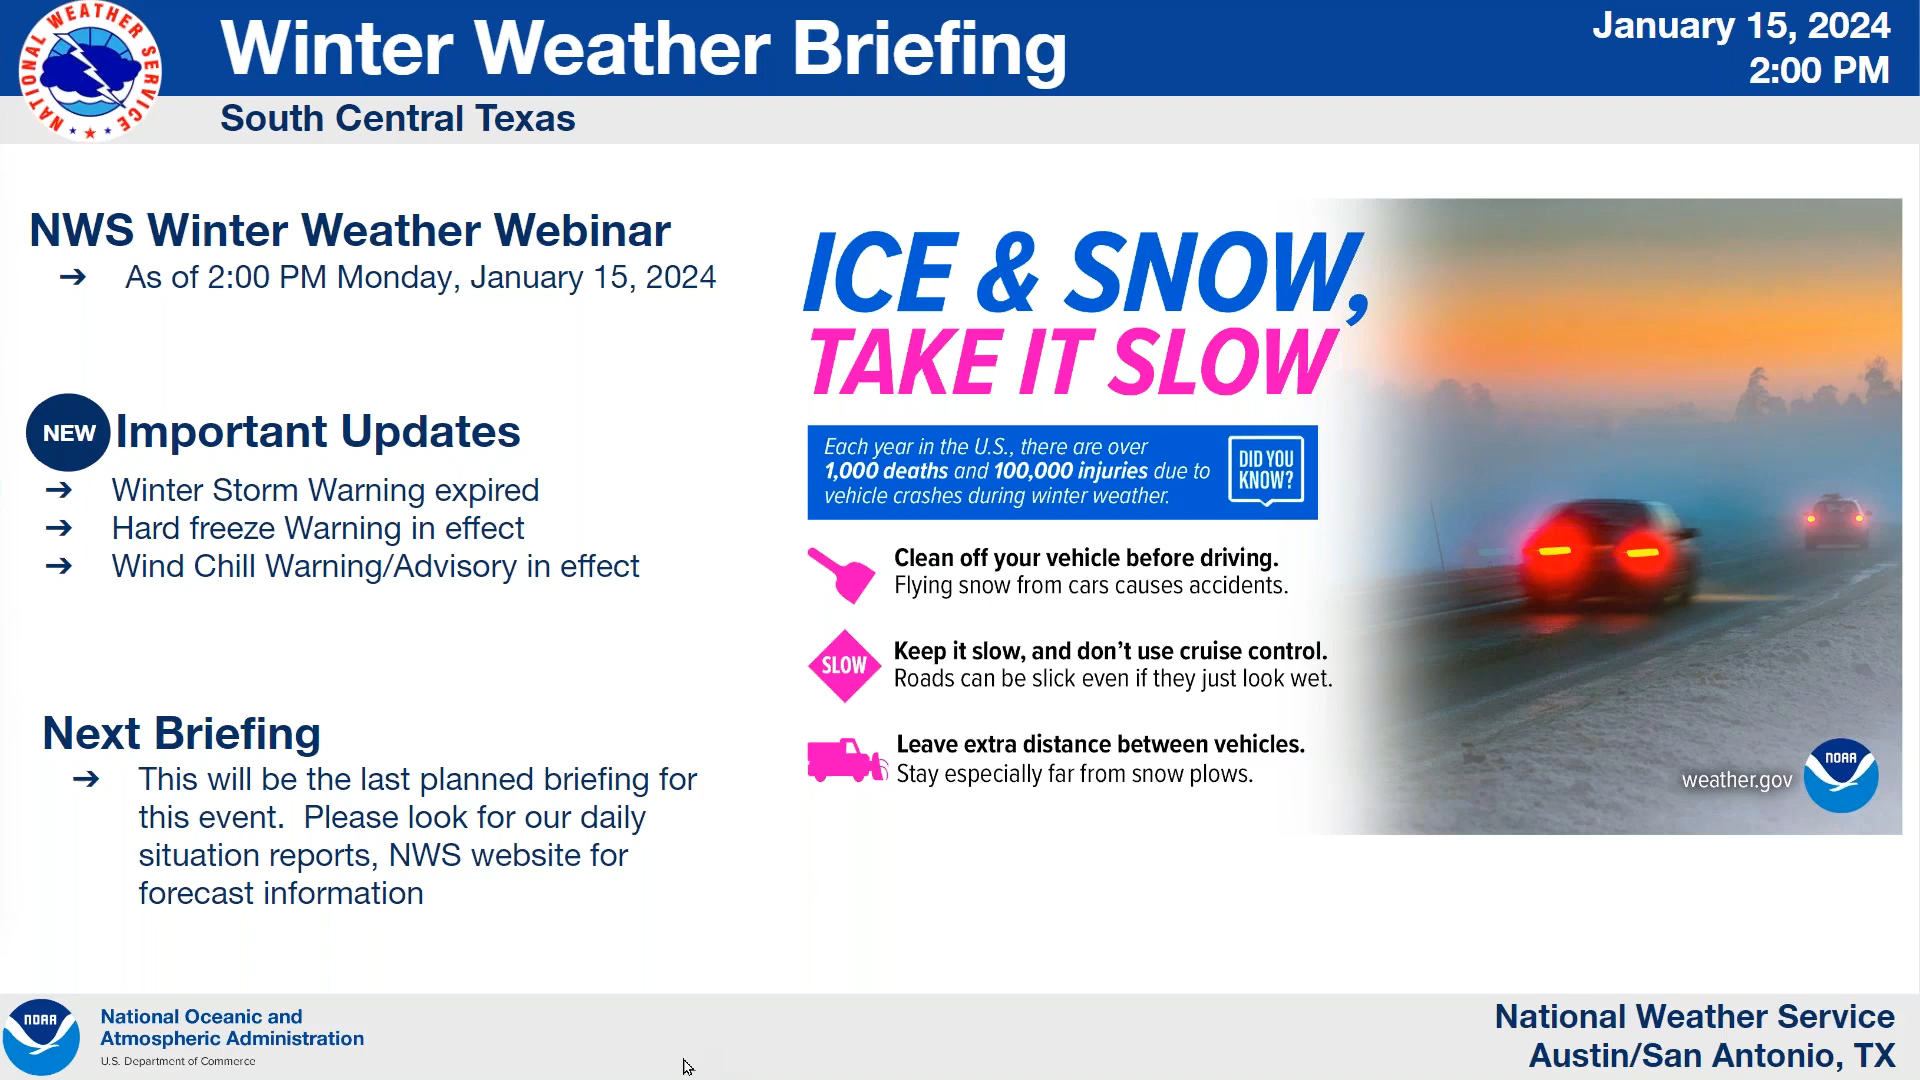 NATIONAL WEATHER SERVICE
Winter Weather Briefing
January 15, 2024
2:00 PM
South Central Texas
NWS Winter Weather Webinar
➔ As of 2:00 PM Monday, January 15, 2024
NEW Important Updates
➔ Winter Storm Warning expired
➔ Hard freeze Warning in effect
➔ Wind Chill Warning/Advisory in effect
Next Briefing
➔ This will be the last planned briefing for
this event.  Please look for our daily
situation reports, NWS website for
forecast information
ICE & SNOW,
TAKE IT SLOW
Each year in the U.S., there are over
1,000 deaths and 100,000 injuries due to
vehicle crashes during winter weather.
DID YOU
KNOW?
Clean off your vehicle before driving.
Flying snow from cars causes accidents.
SLOW
Keep it slow, and don't use cruise control.
Roads can be slick even if they just look wet.
Leave extra distance between vehicles.
Stay especially far from snow plows.
weather.gov
NOAA
NOAA
National Oceanic and
Atmospheric Administration
U.S. Department of Commerce
National Weather Service
Austin/San Antonio, TX